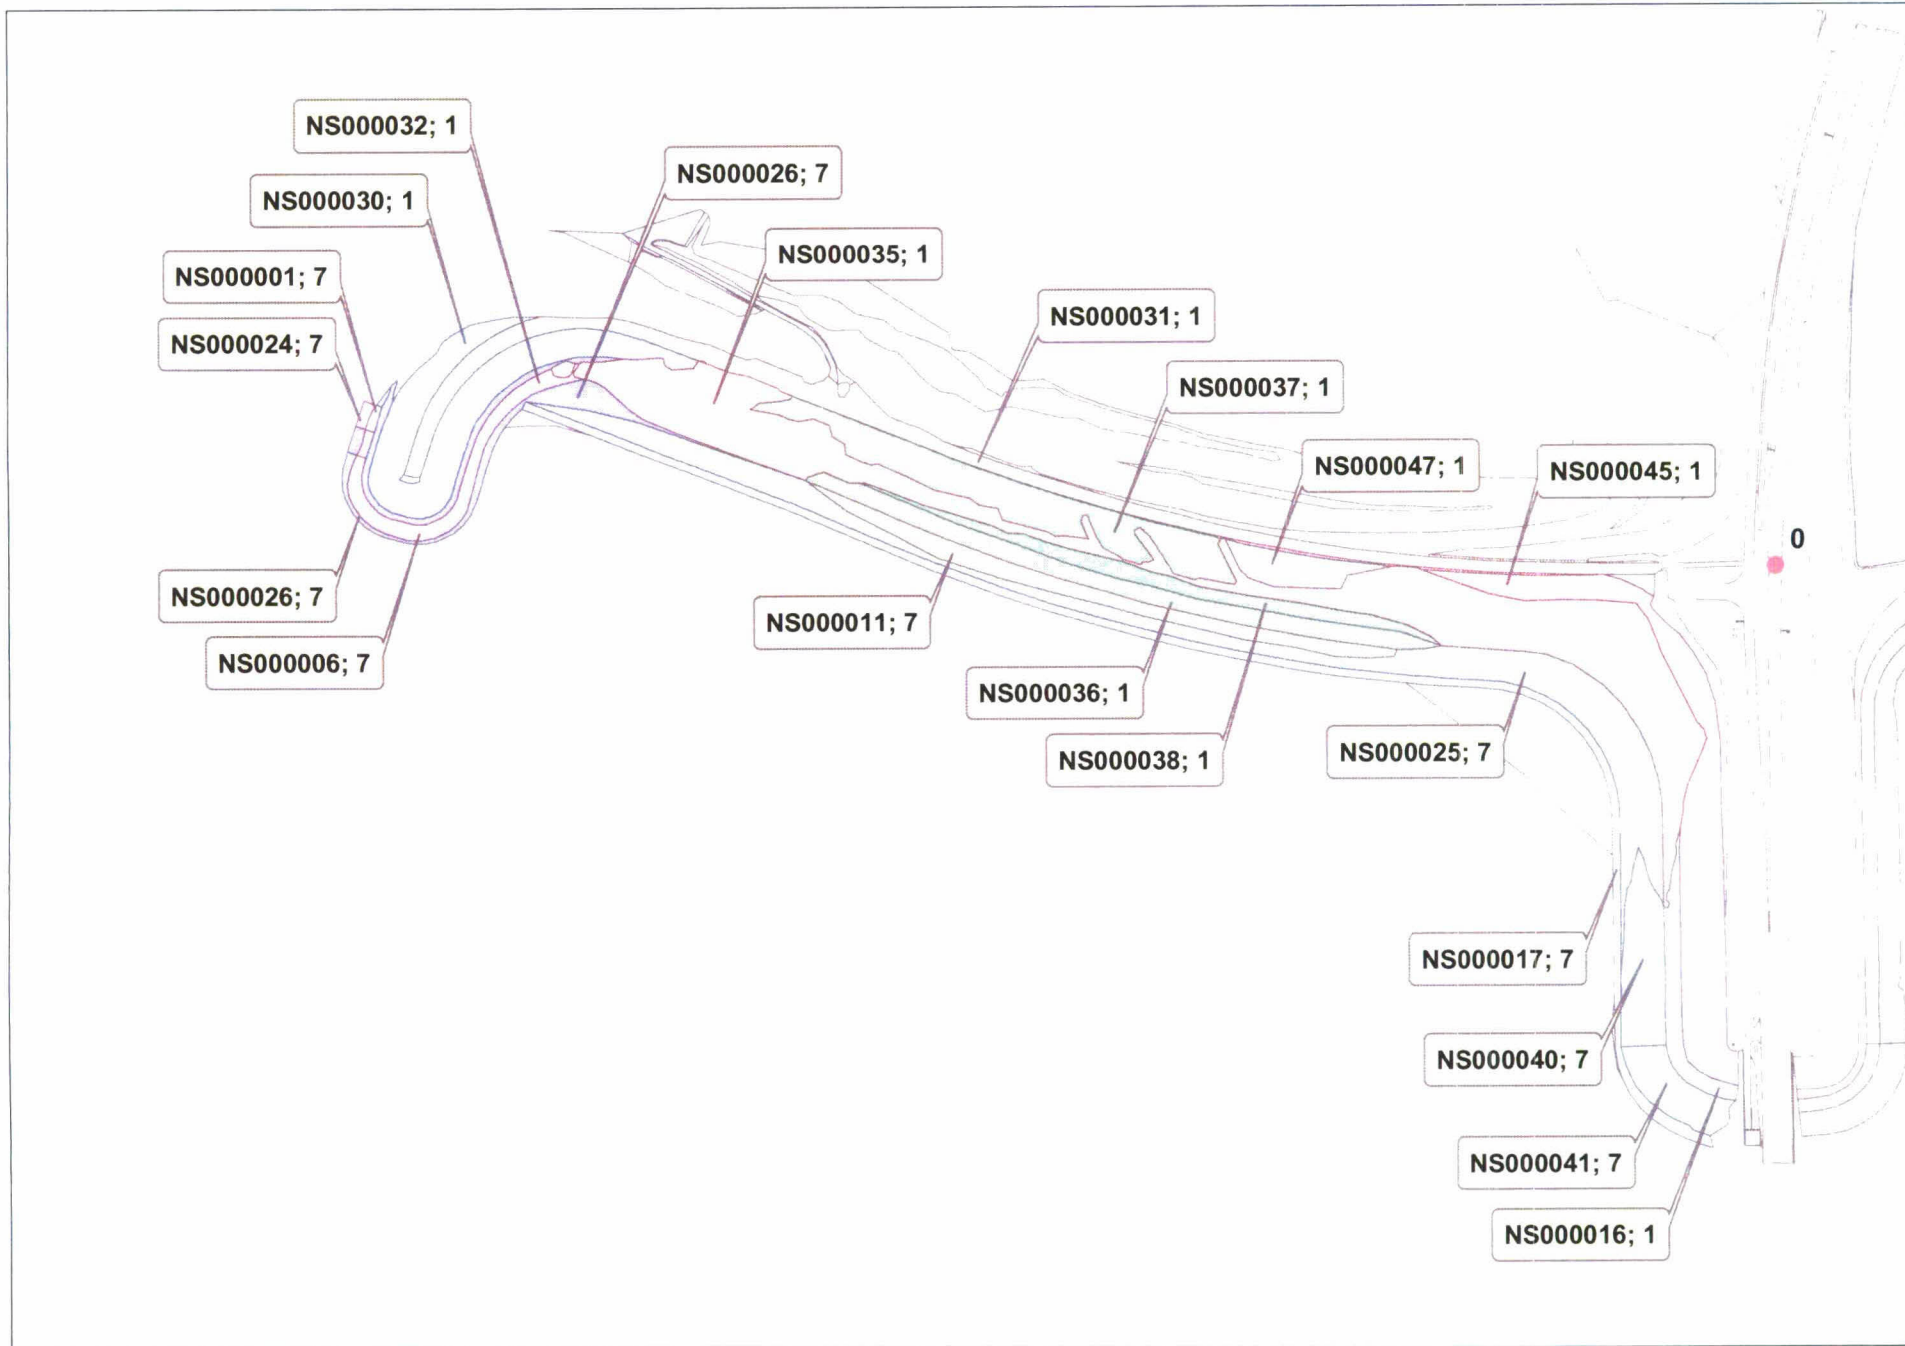 NS000032; 1
NS000026; 7
NS000030; 1
NS000035; 1
NS000001; 7
NS000031; 1
NS000024; 7
NS000037; 1
NS000047; 1
NS000045; 1
0
NS000026; 7
NS000011; 7
NS000006; 7
NS000036; 1
NS000038; 1
NS000025; 7
NS000017; 7
NS000040; 7
NS000041; 7
NS000016; 1